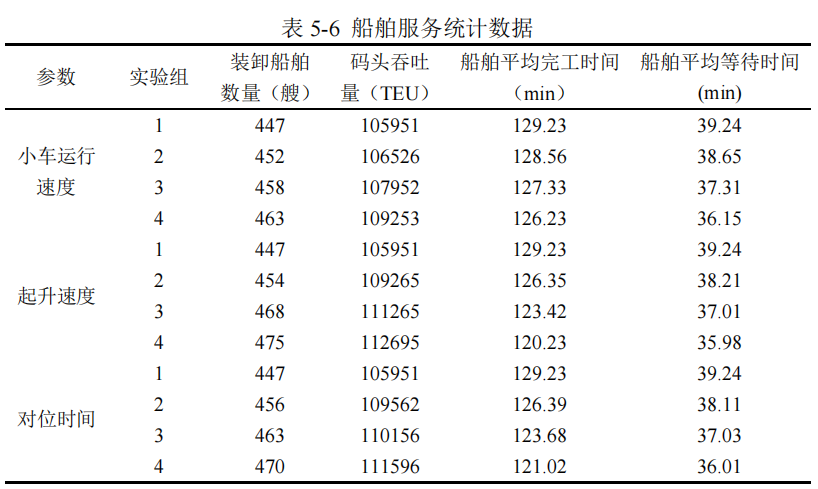 表 5-6 船舶服务统计数据
参数 实验组 装卸船舶 码头吞吐 船舶平均完工时间 船舶平均等待时间
数量（艘） 量（TEU） （min） (min)
1 447 105951 129.23 39.24
小车运行 2 452 106526 128.56 38.65
速度 3 458 107952 127.33 37.31
4 463 109253 126.23 36.15
1 447 105951 129.23 39.24
起升速度 2 454 109265 126.35 38.21
3 468 111265 123.42 37.01
4 475 112695 120.23 35.98
1 447 105951 129.23 39.24
对位时间 2 456 109562 126.39 38.11
3 463 110156 123.68 37.03
4 470 111596 121.02 36.01